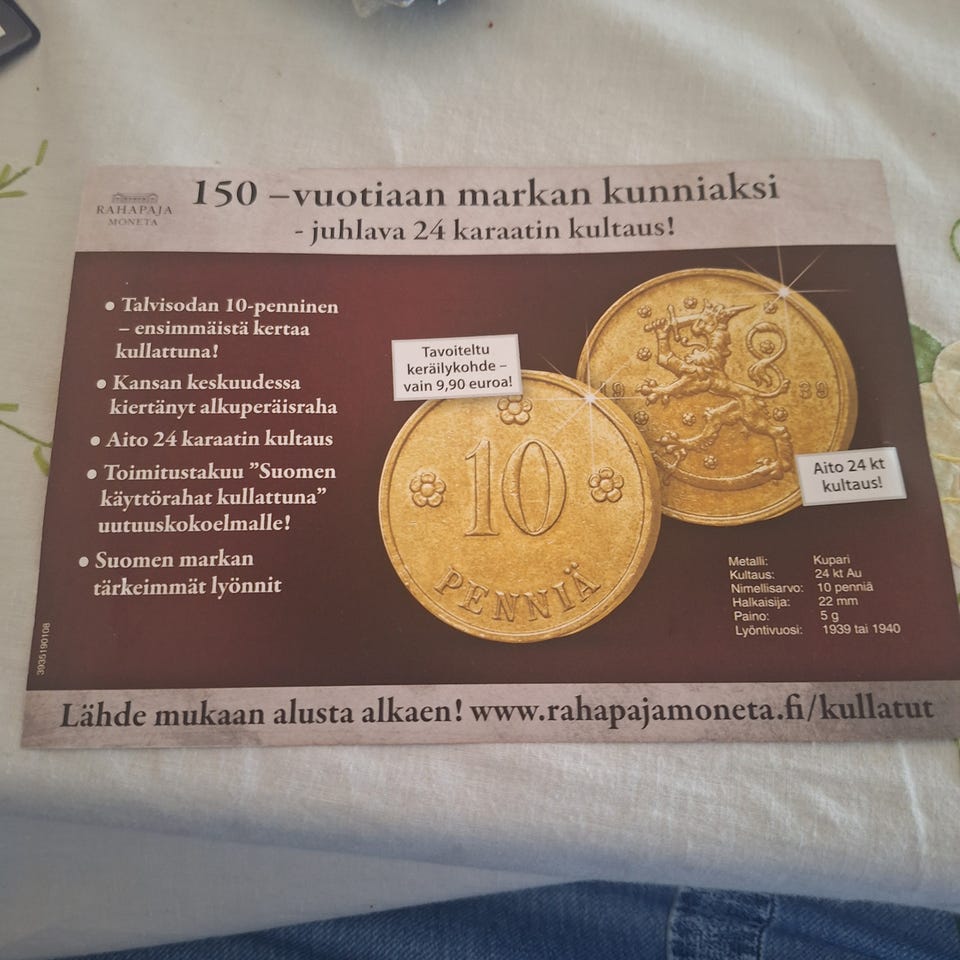 RAHAPAJA
MONETA
150 –vuotiaan markan kunniaksi
- juhlava 24 karaatin kultaus!
• Talvisodan 10-penninen
– ensimmäistä kertaa
kullattuna!
• Kansan keskuudessa
kiertänyt alkuperäisraha
• Aito 24 karaatin kultaus
• Toimitustakuu ”Suomen
käyttörahat kullattuna”
uutuuskokoelmalle!
• Suomen markan
tärkeimmät lyönnit
Tavoiteltu
keräilykohde –
vain 9,90 euroa!
10
PENNIÄ
1939
Aito 24 kt
kultaus!
Metalli: Kupari
Kultaus: 24 kt Au
Nimellisarvo: 10 penniä
Halkaisija: 22 mm
Paino: 5 g
Lyöntivuosi: 1939 tai 1940
3935190108
Lähde mukaan alusta alkaen! www.rahapajamoneta.fi/kullatut